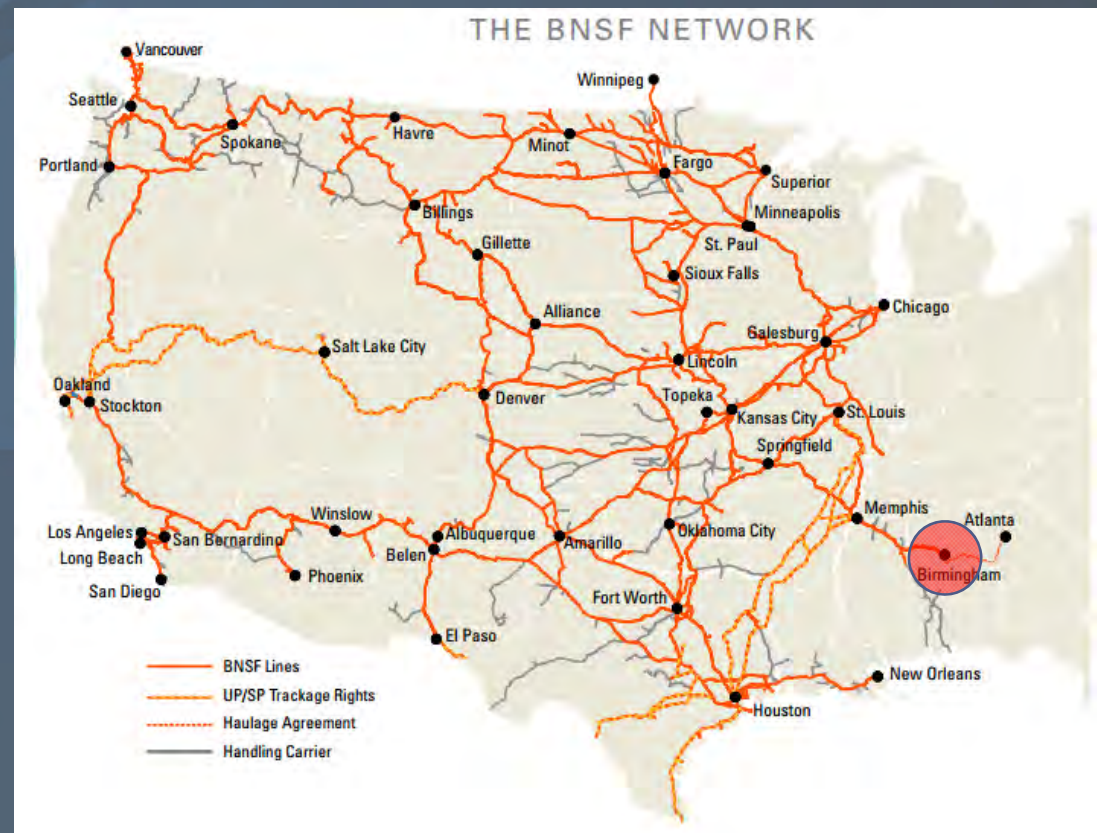 THE BNSF NETWORK
Vancouver
Winnipeg
Seattle
Havre
Spokane
Minot
Fargo
Portland
Superior
Billings
Minneapolis
St. Paul
Gillette
Sioux Falls
Chicago
Alliance
Galesburg
Salt Lake City
Lincoln
Oakland
Stockton
Denver
Topeka
Kansas City
St. Louis
Springfield
Memphis
Winslow
Atlanta
Los Angeles
San Bernardino
Albuquerque
Amarillo
Oklahoma City
Long Beach
Belen
Phoenix
Birmingham
San Diego
Fort Worth
El Paso
BNSF Lines
New Orleans
UP/SP Trackage Rights
Houston
Haulage Agreement
Handling Carrier